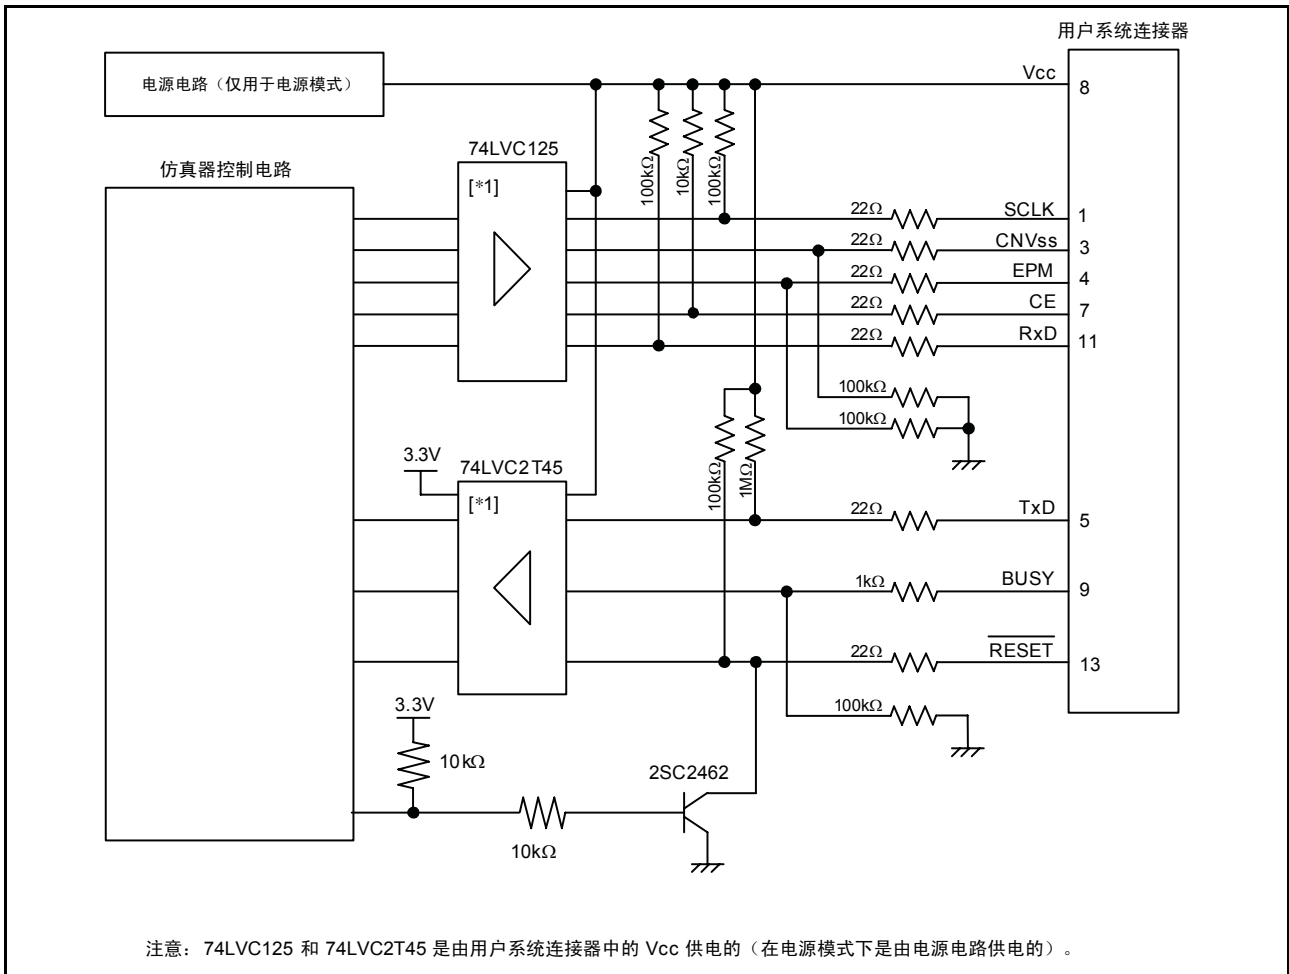 用户系统连接器
电源电路（仅用于电源模式）
Vcc
8
仿真器控制电路
74LVC125
[*1]
100kΩ
10kΩ
100kΩ
22Ω
SCLK
1
22Ω
CNVss
3
22Ω
EPM
4
22Ω
CE
7
22Ω
RxD
11
100kΩ
100kΩ
3.3V
74LVC2T45
[*1]
100kΩ
1MΩ
22Ω
TxD
5
1kΩ
BUSY
9
22Ω
RESET
13
3.3V
100kΩ
10kΩ
2SC2462
10kΩ
注意：74LVC125 和 74LVC2T45 是由用户系统连接器中的 Vcc 供电的（在电源模式下是由电源电路供电的）。